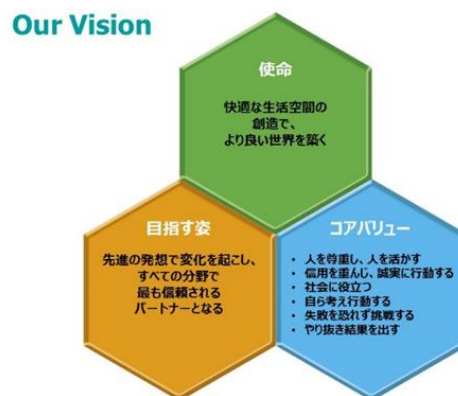 Our Vision
使命
快適な生活空間の
創造で、
より良い世界を築く
目指す姿
先進の発想で変化を起こし、
すべての分野で
最も信頼される
パートナーとなる
コアバリュー
・ 人を尊重し、人を活かす
・ 信用を重んじ、誠実に行動する
・ 社会に役立つ
・ 自ら考え行動する
・ 失敗を恐れず挑戦する
・ やり抜き結果を出す